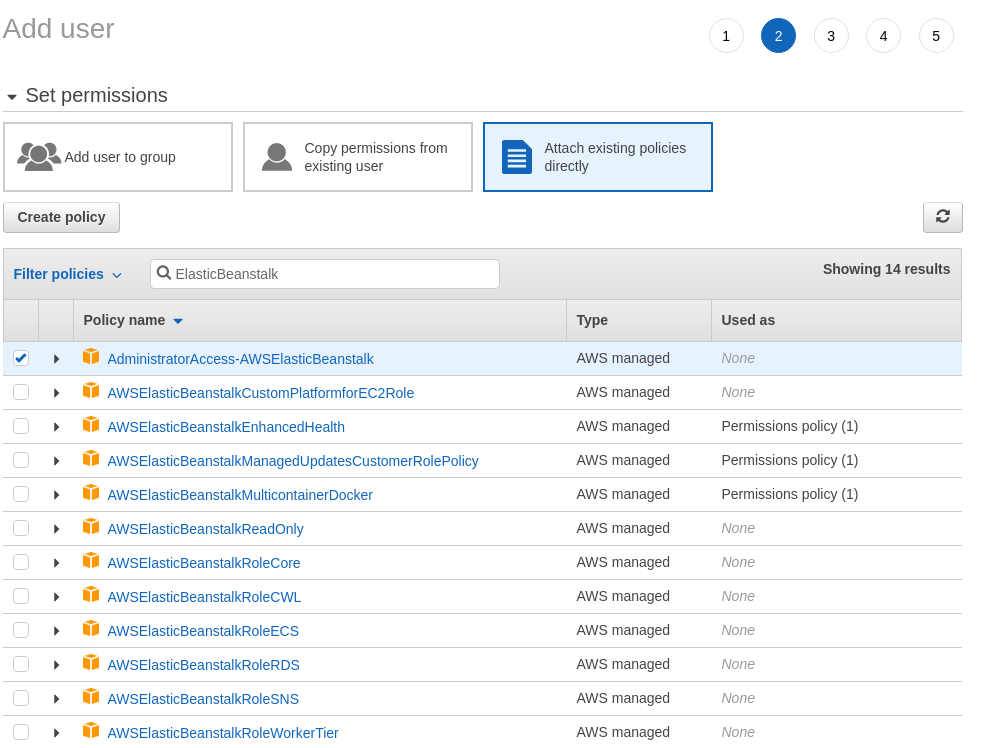 Add user
1 2 3 4 5
Set permissions
Add user to group
Copy permissions from
existing user
Attach existing policies
directly
Create policy
Filter policies
ElasticBeanstalk
Showing 14 results
Policy name Type Used as
AdministratorAccess-AWSElasticBeanstalk AWS managed None
AWSElasticBeanstalkCustomPlatformforEC2Role AWS managed None
AWSElasticBeanstalkEnhancedHealth AWS managed Permissions policy (1)
AWSElasticBeanstalkManagedUpdatesCustomerRolePolicy AWS managed Permissions policy (1)
AWSElasticBeanstalkMulticontainerDocker AWS managed Permissions policy (1)
AWSElasticBeanstalkReadOnly AWS managed None
AWSElasticBeanstalkRoleCore AWS managed None
AWSElasticBeanstalkRoleCWL AWS managed None
AWSElasticBeanstalkRoleECS AWS managed None
AWSElasticBeanstalkRoleRDS AWS managed None
AWSElasticBeanstalkRoleSNS AWS managed None
AWSElasticBeanstalkRoleWorkerTier AWS managed None